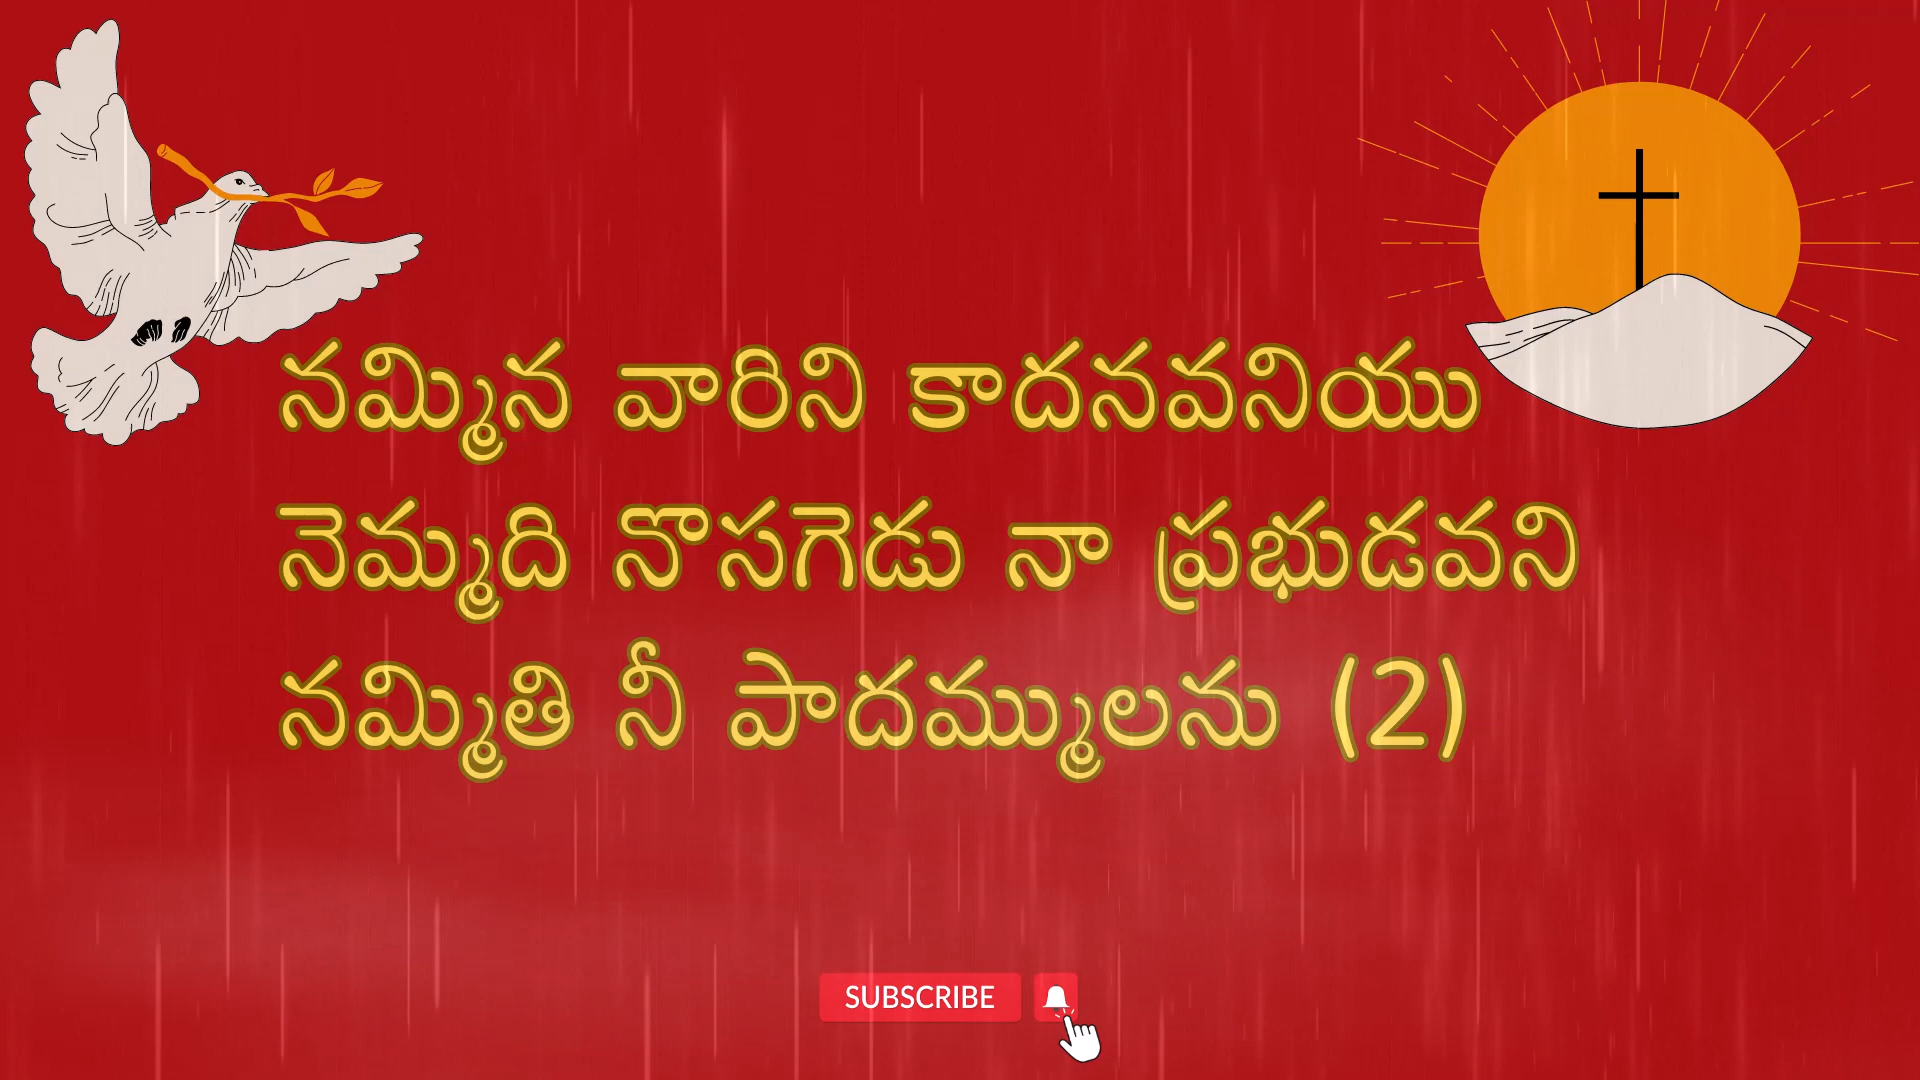 నమ్మిన వారిని కాదనవనియు
నెమ్మది నొసగెడు నా ప్రభుడవని
నమ్మితి నీ పాదమ్ములను (2)
SUBSCRIBE